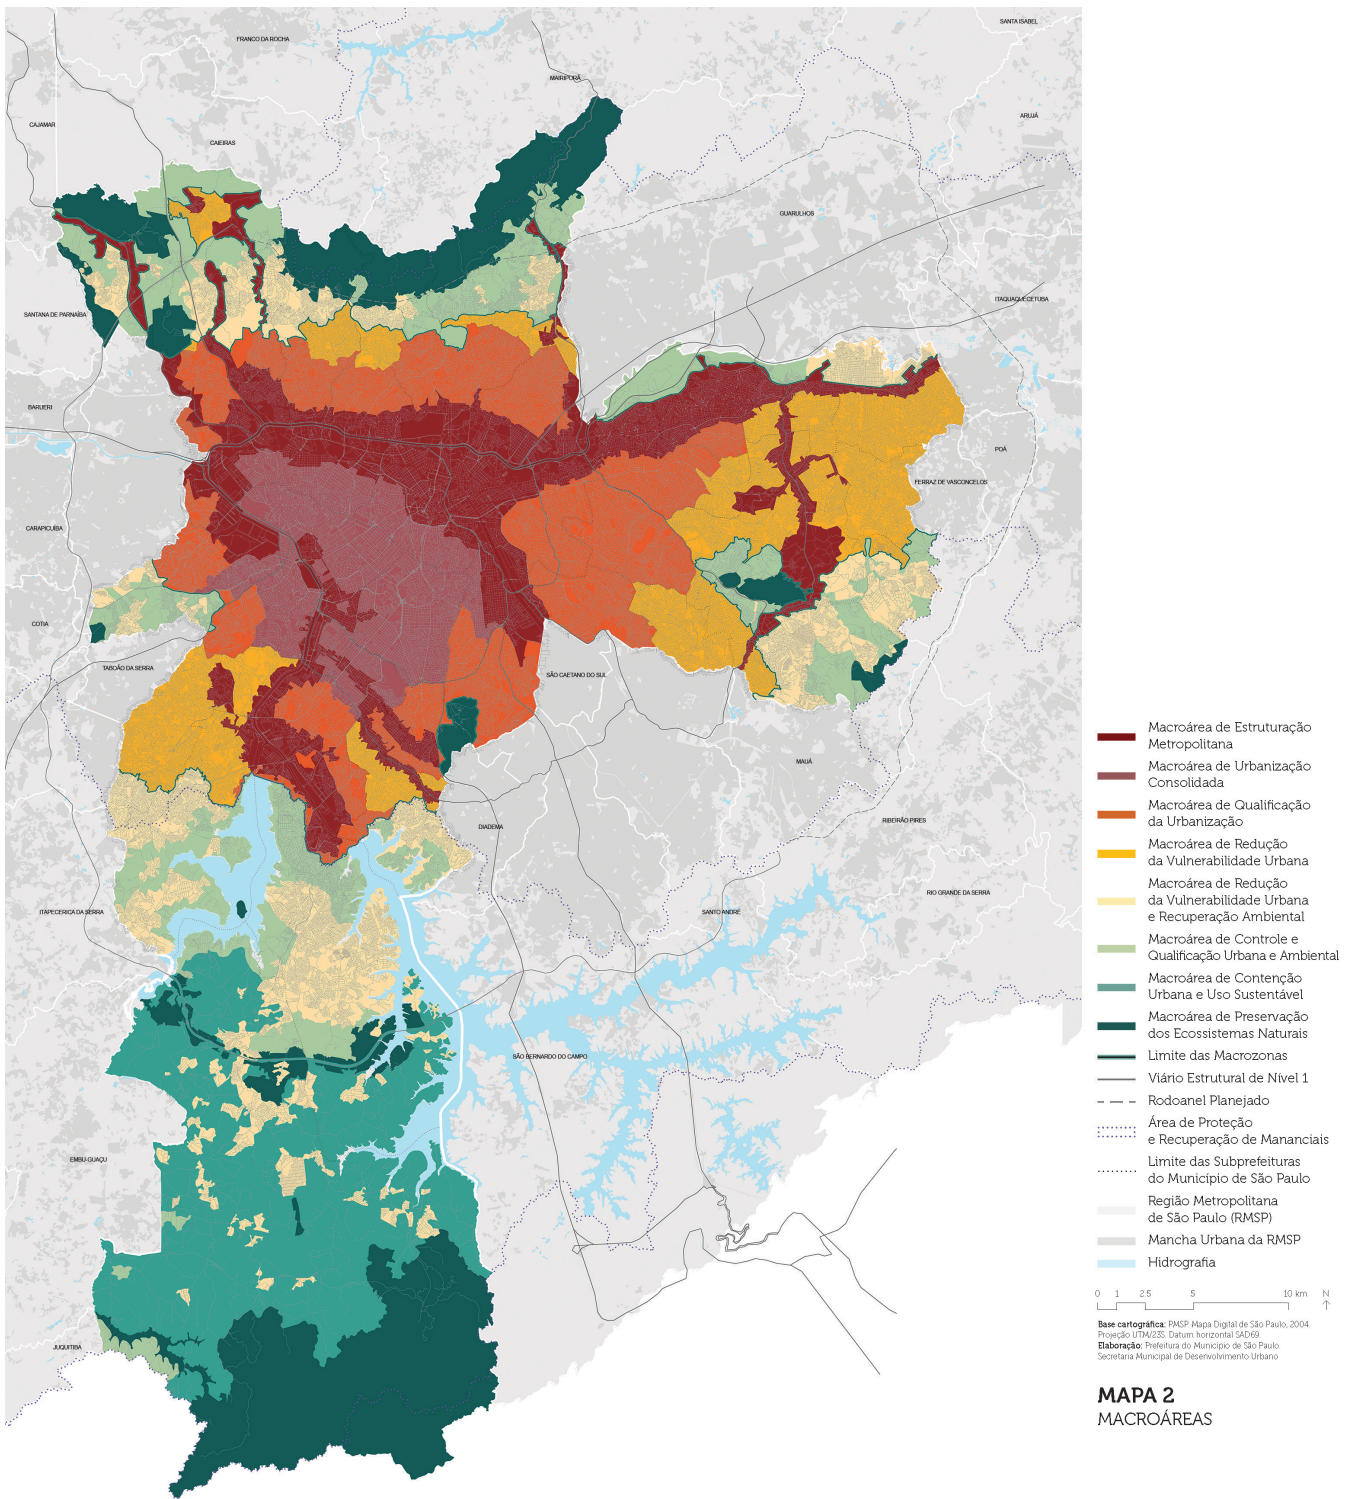 SANTA ISABEL
FRANCO DA ROCHA
MAIRIPORÃ
ARUJÁ
CAJAMAR
CAIEIRAS
GUARULHOS
ITAQUAQUECETUBA
SANTANA DE PARNAÍBA
BARUERI
POÁ
FERRAZ DE VASCONCELOS
CARAPICUÍBA
COTIA
TABOÃO DA SERRA
SÃO CAETANO DO SUL
MAUÁ
DIADEMA
RIBEIRÃO PIRES
RIO GRANDE DA SERRA
ITAPECERICA DA SERRA
SANTO ANDRÉ
SÃO BERNARDO DO CAMPO
EMBU-GUAÇU
JUQUITIBA
Macroárea de Estruturação
Metropolitana
Macroárea de Urbanização
Consolidada
Macroárea de Qualificação
da Urbanização
Macroárea de Redução
da Vulnerabilidade Urbana
Macroárea de Redução
da Vulnerabilidade Urbana
e Recuperação Ambiental
Macroárea de Controle e
Qualificação Urbana e Ambiental
Macroárea de Contenção
Urbana e Uso Sustentável
Macroárea de Preservação
dos Ecossistemas Naturais
Limite das Macrozonas
Viário Estrutural de Nível 1
Rodoanel Planejado
Área de Proteção
e Recuperação de Mananciais
Limite das Subprefeituras
do Município de São Paulo
Região Metropolitana
de São Paulo (RMSP)
Mancha Urbana da RMSP
Hidrografia
0 1 2.5 5 10 km N
Base cartográfica: PMSP. Mapa Digital de São Paulo, 2004.
Projeção UTM/23S. Datum horizontal SAD69.
Elaboração: Prefeitura do Município de São Paulo.
Secretaria Municipal de Desenvolvimento Urbano
MAPA 2
MACROÁREAS